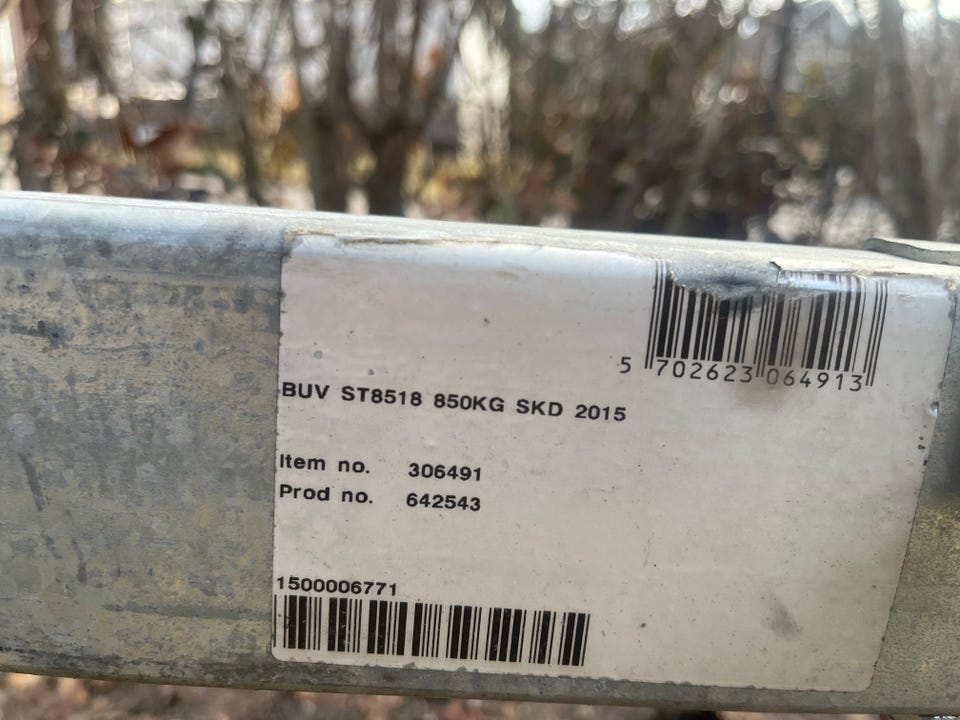 5 702623 064913
BUV ST8518 850KG SKD 2015
Item no. 306491
Prod no. 642543
1500006771